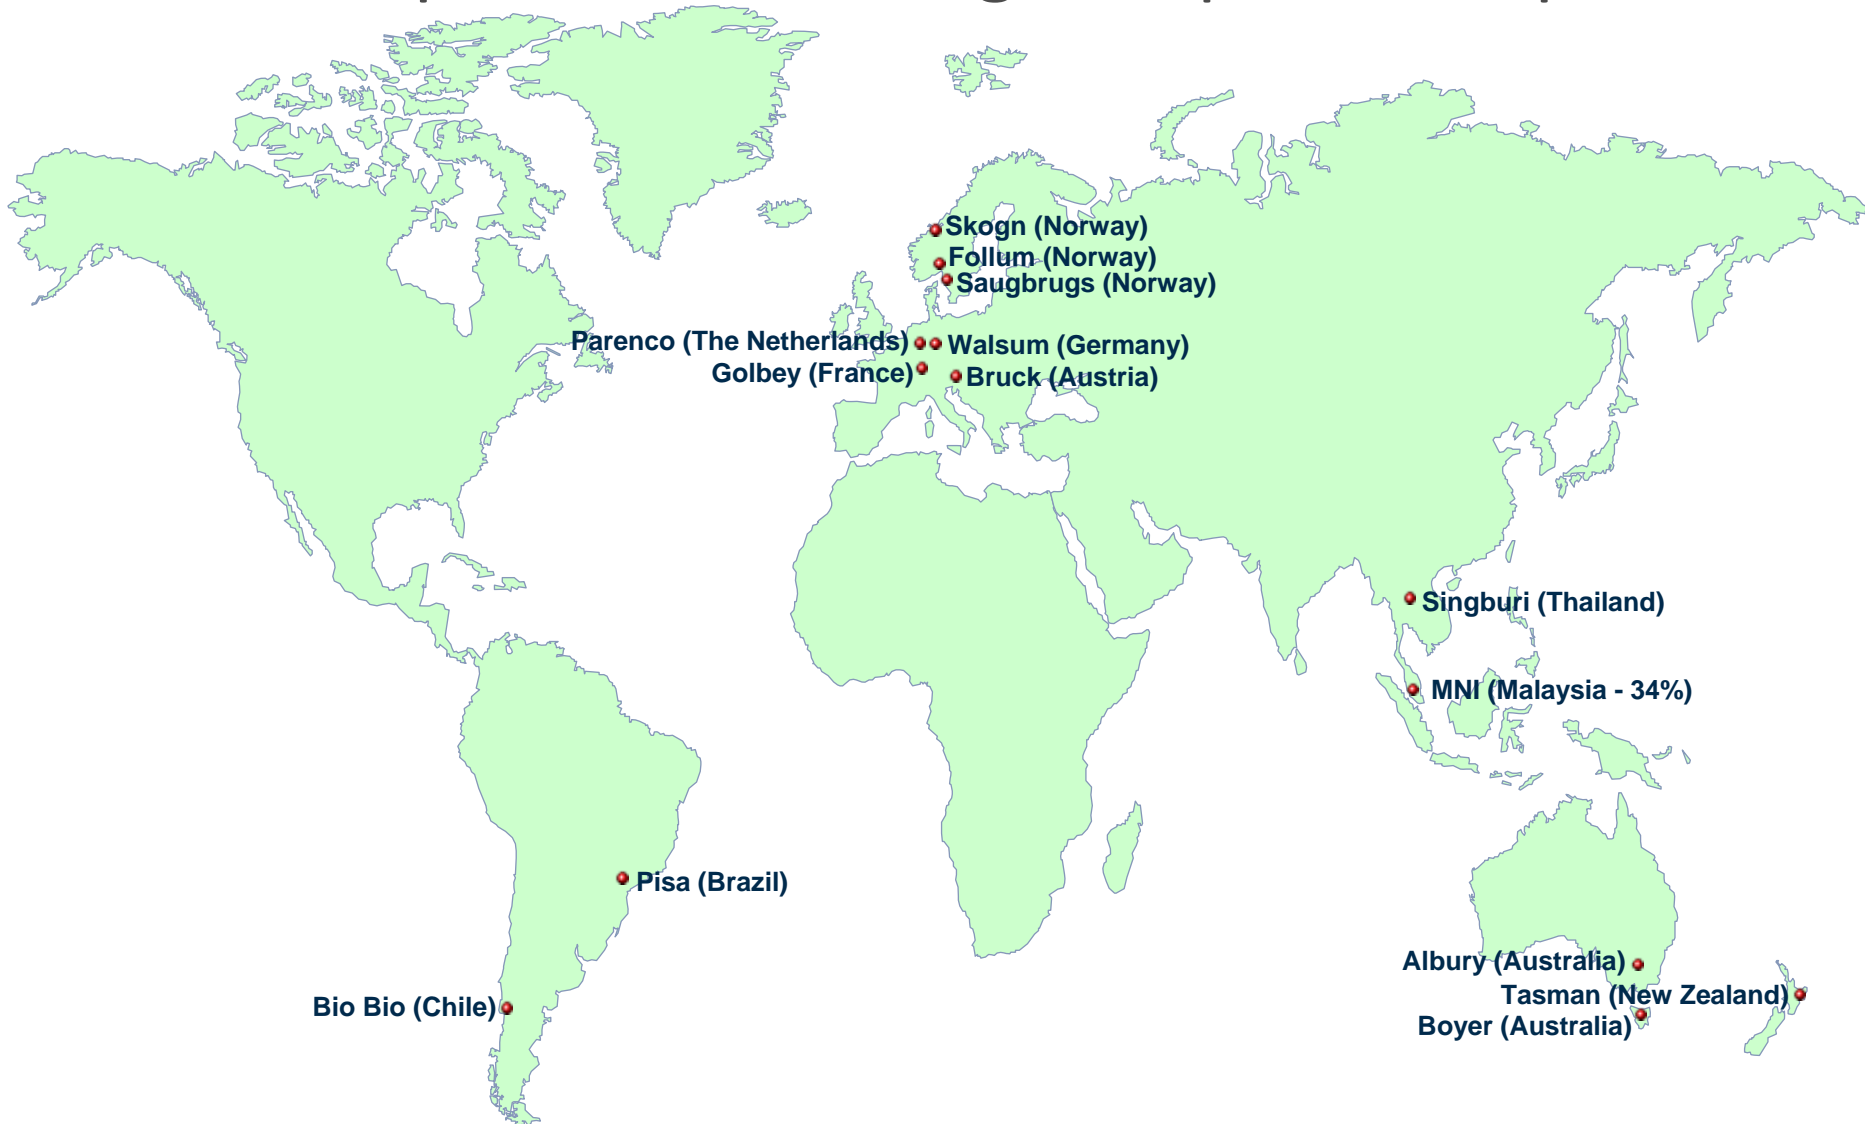 Skogn (Norway)
Follum (Norway)
Saugbrugs (Norway)
Parenco (The Netherlands)
Walsum (Germany)
Golbey (France)
Bruck (Austria)
Singburi (Thailand)
MNI (Malaysia - 34%)
Pisa (Brazil)
Albury (Australia)
Tasman (New Zealand)
Bio Bio (Chile)
Boyer (Australia)